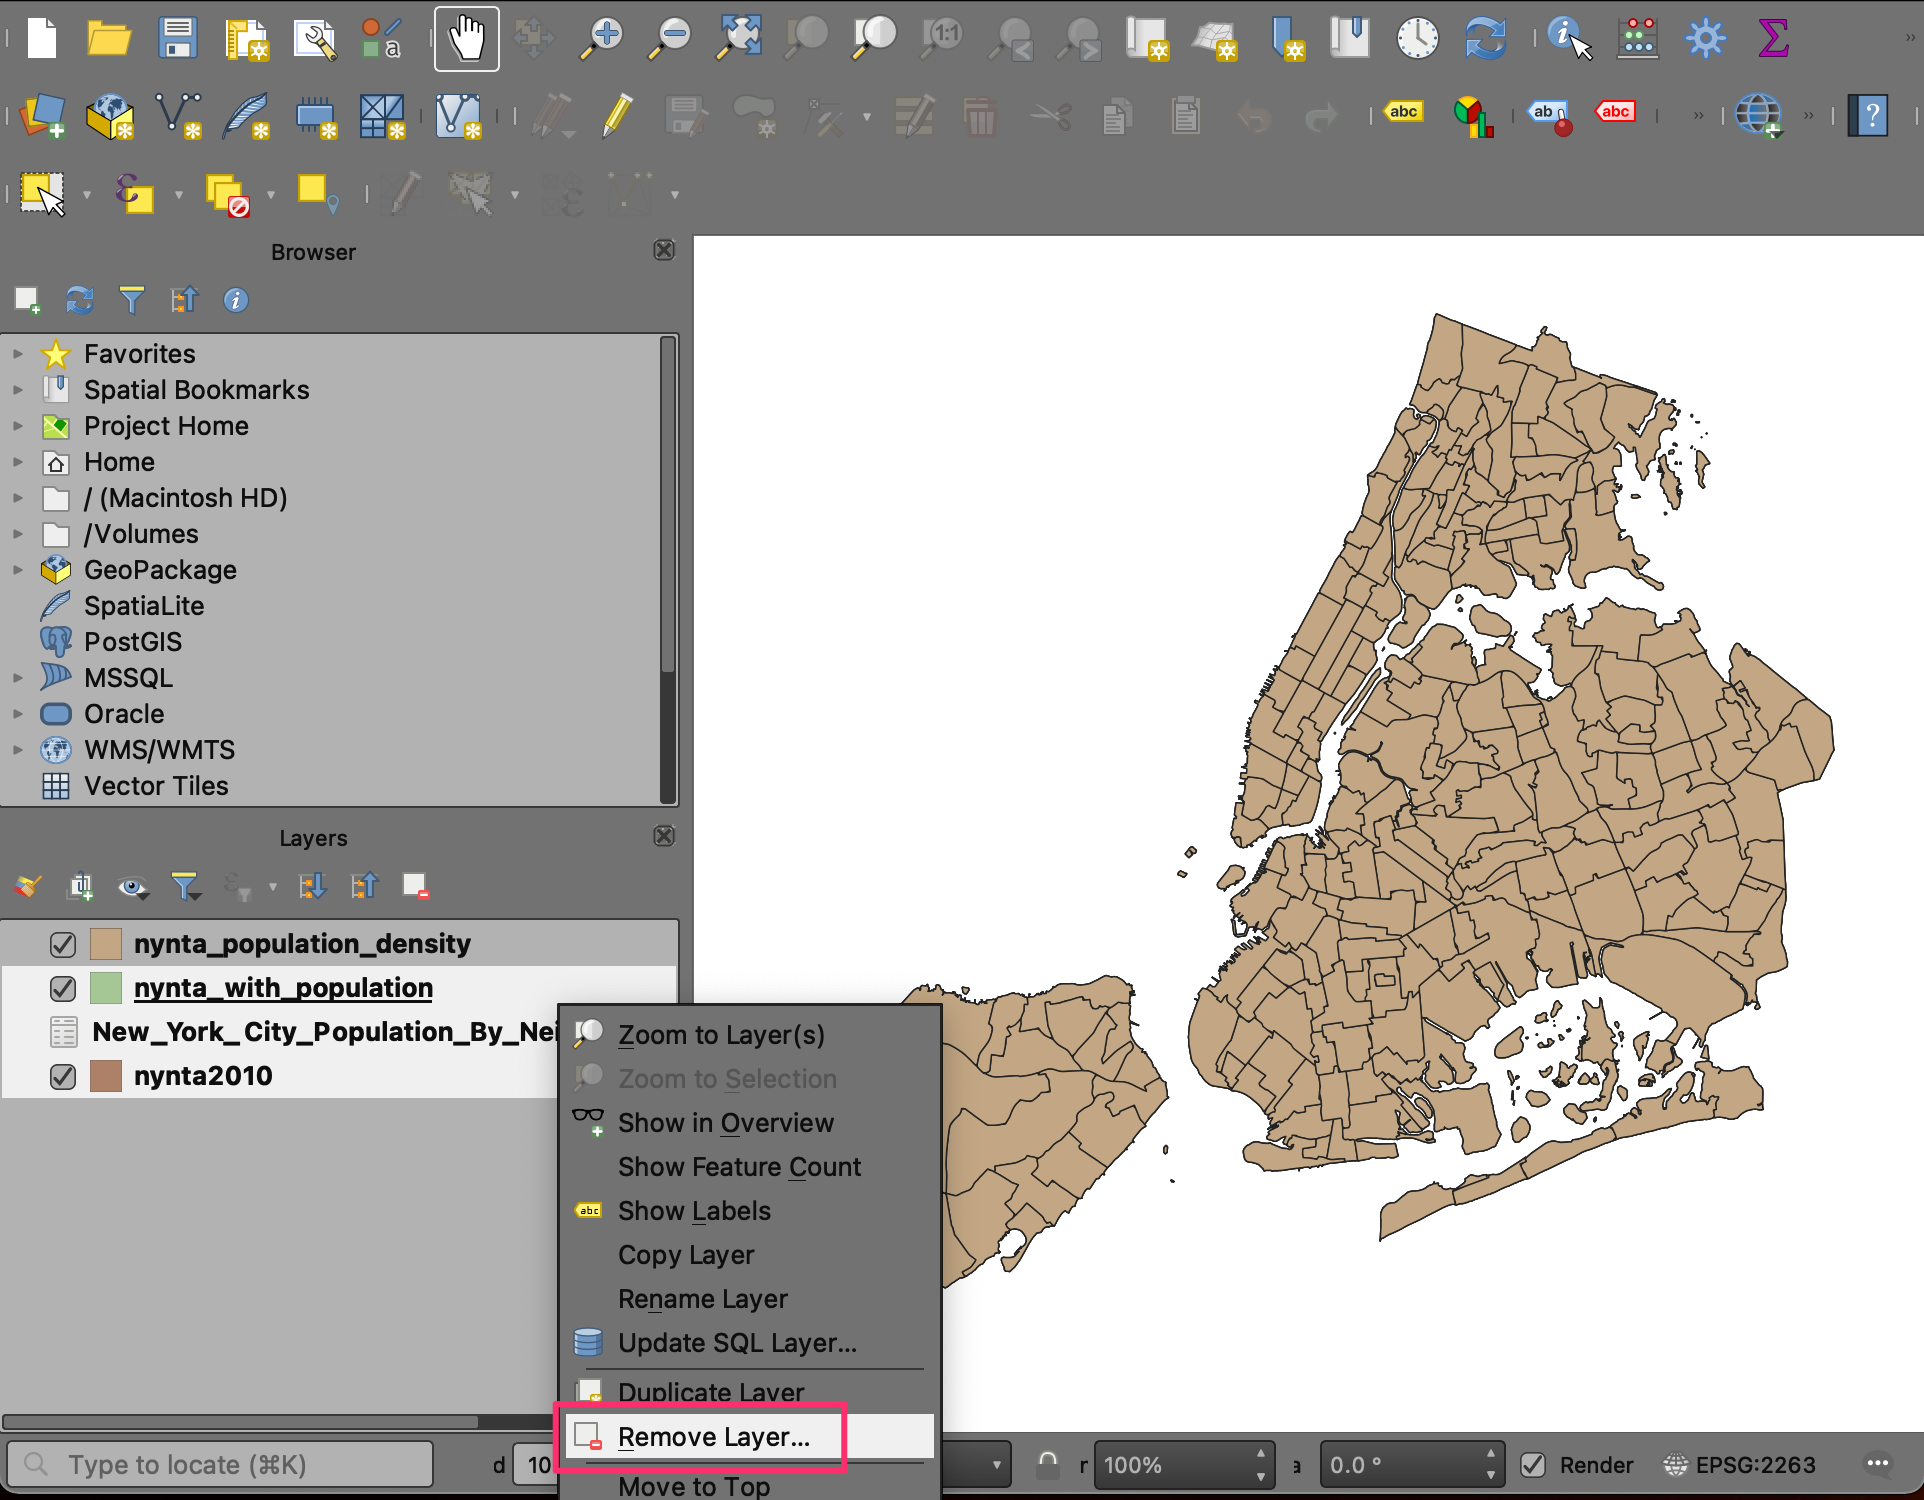 a
1:1
abc
ab
abc
?
Browser
Favorites
Spatial Bookmarks
Project Home
Home
/ (Macintosh HD)
/Volumes
GeoPackage
SpatiaLite
PostGIS
MSSQL
Oracle
WMS/WMTS
Vector Tiles
Layers
nynta_population_density
nynta_with_population
New_York_City_Population_By_Nei
nynta2010
Zoom to Layer(s)
Zoom to Selection
Show in Overview
Show Feature Count
abc
Show Labels
Copy Layer
Rename Layer
Update SQL Layer...
Duplicate Layer
Remove Layer...
Move to Top
Type to locate (⌘K)
d
10
r
100%
a
0.0 °
Render
EPSG:2263